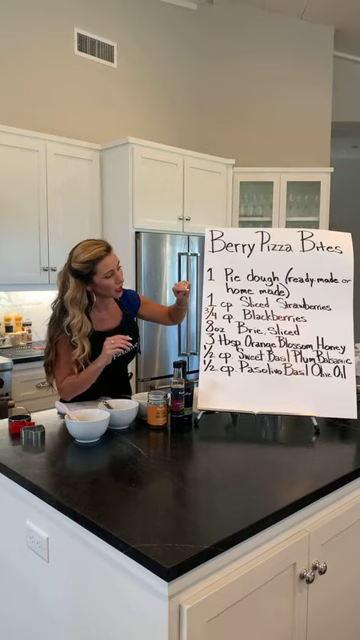 Berry Pizza Bites
1 Pie dough (ready made or
home made)
1 cp Sliced Strawberries
3/4 cp Blackberries
8oz Brie, Sliced
3 tbsp Orange Blossom Honey
1/2 cp Sweet Basil Plum Balsamic
1/2 cp. Pasolivo Basil Olive Oil